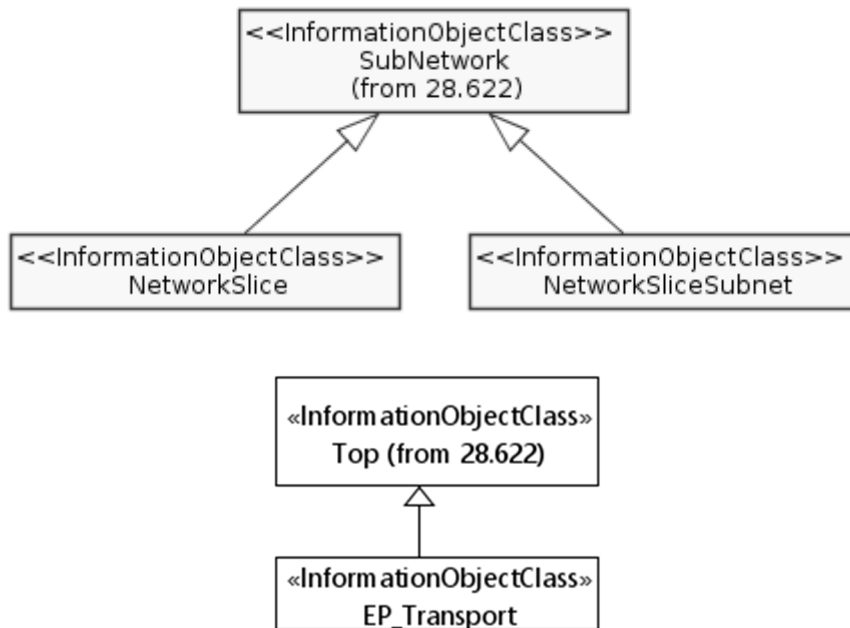 <<InformationObjectClass>>
SubNetwork
(from 28.622)
<<InformationObjectClass>>
NetworkSlice
<<InformationObjectClass>>
NetworkSliceSubnet
«InformationObjectClass»
Top (from 28.622)
«InformationObjectClass»
EP_Transport